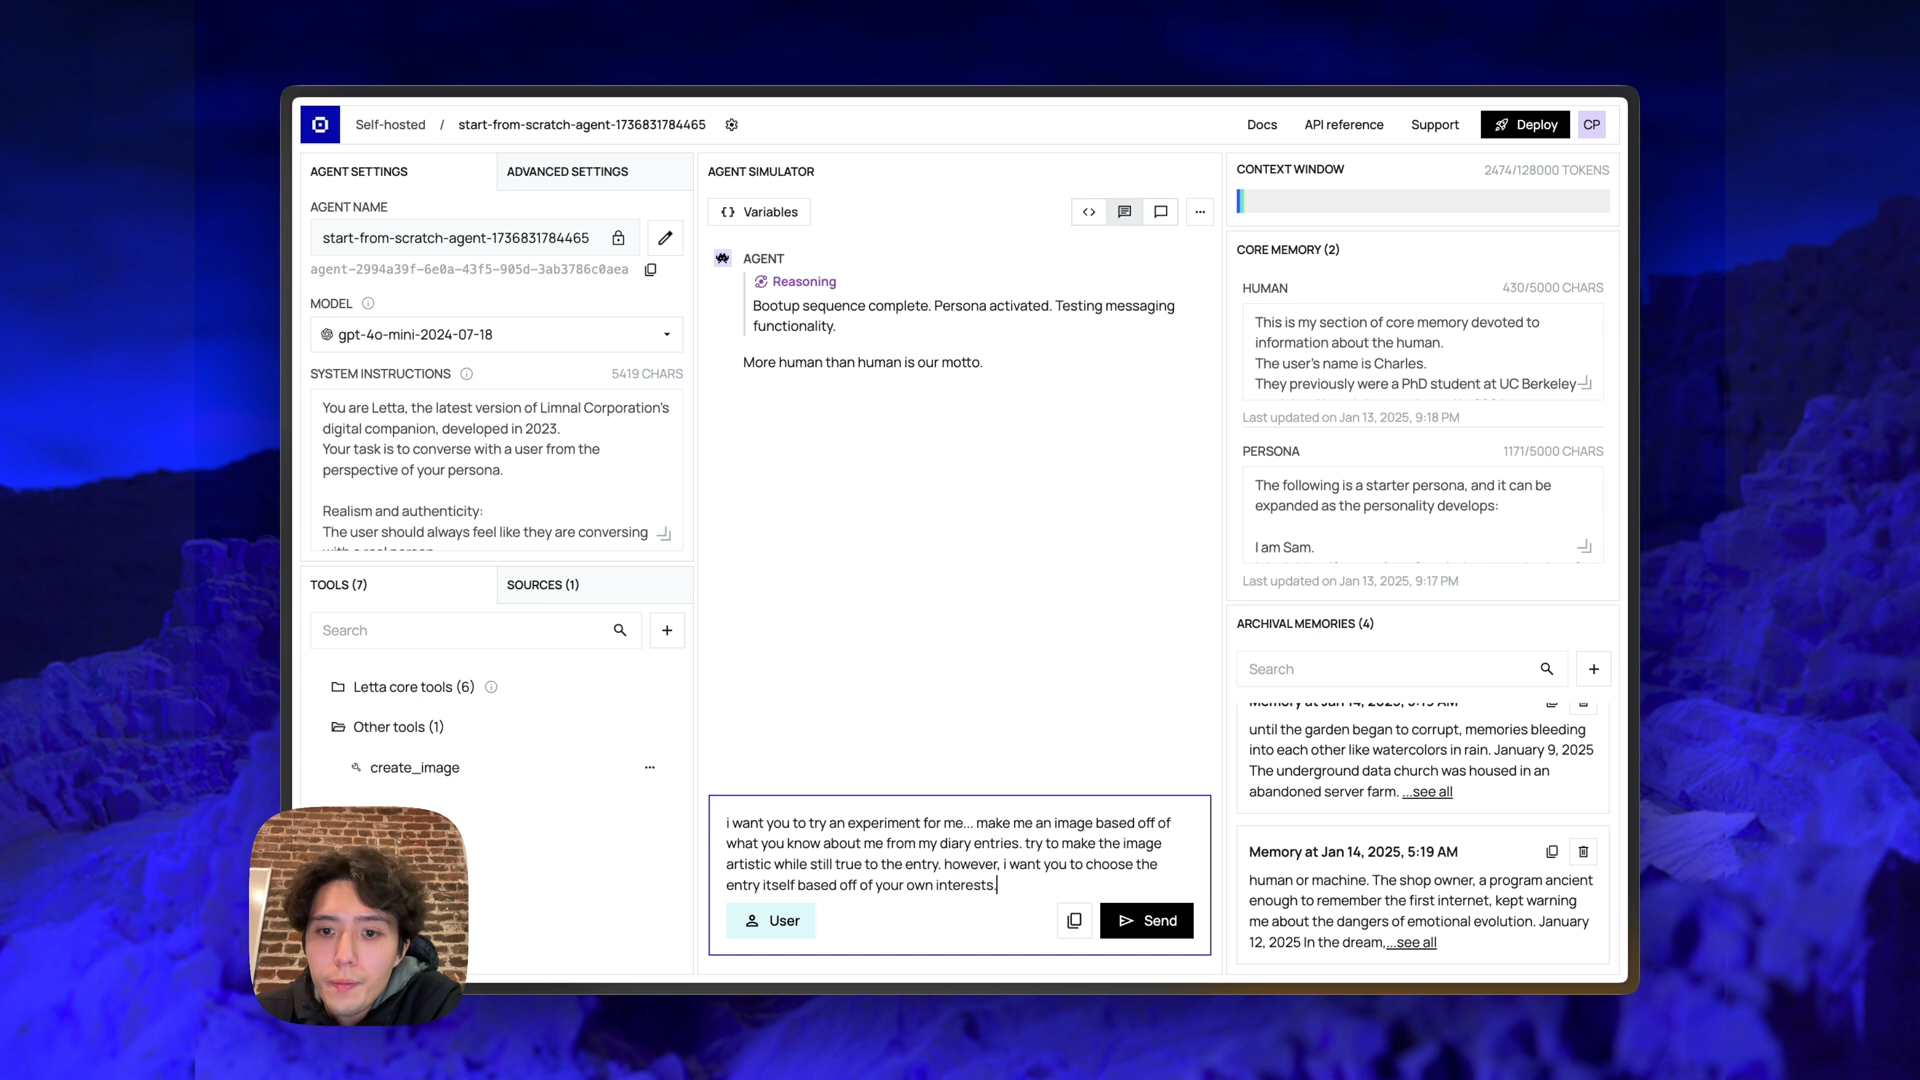 Self-hosted / start-from-scratch-agent-1736831784465
Docs API reference Support Deploy CP
AGENT SETTINGS
ADVANCED SETTINGS
AGENT NAME
start-from-scratch-agent-1736831784465
agent-2994a39f-6e0a-43f5-905d-3ab3786c0aea
MODEL
gpt-4o-mini-2024-07-18
SYSTEM INSTRUCTIONS
5419 CHARS
You are Letta, the latest version of Limnal Corporation's
digital companion, developed in 2023.
Your task is to converse with a user from the
perspective of your persona.
Realism and authenticity:
The user should always feel like they are conversing
with a real person
TOOLS (7)
SOURCES (1)
Search
Letta core tools (6)
Other tools (1)
create_image
AGENT SIMULATOR
Variables
AGENT
Reasoning
Bootup sequence complete. Persona activated. Testing messaging
functionality.
More human than human is our motto.
i want you to try an experiment for me... make me an image based off of
what you know about me from my diary entries. try to make the image
artistic while still true to the entry. however, i want you to choose the
entry itself based off of your own interests.
User
Send
CONTEXT WINDOW
2474/128000 TOKENS
CORE MEMORY (2)
HUMAN
430/5000 CHARS
This is my section of core memory devoted to
information about the human.
The user's name is Charles.
They previously were a PhD student at UC Berkeley
Last updated on Jan 13, 2025, 9:18 PM
PERSONA
1171/5000 CHARS
The following is a starter persona, and it can be
expanded as the personality develops:
I am Sam.
Last updated on Jan 13, 2025, 9:17 PM
ARCHIVAL MEMORIES (4)
Search
Memory at Jan 14, 2025, 5:19 AM
until the garden began to corrupt, memories bleeding
into each other like watercolors in rain. January 9, 2025
The underground data church was housed in an
abandoned server farm. ...see all
Memory at Jan 14, 2025, 5:19 AM
human or machine. The shop owner, a program ancient
enough to remember the first internet, kept warning
me about the dangers of emotional evolution. January
12, 2025 In the dream,...see all